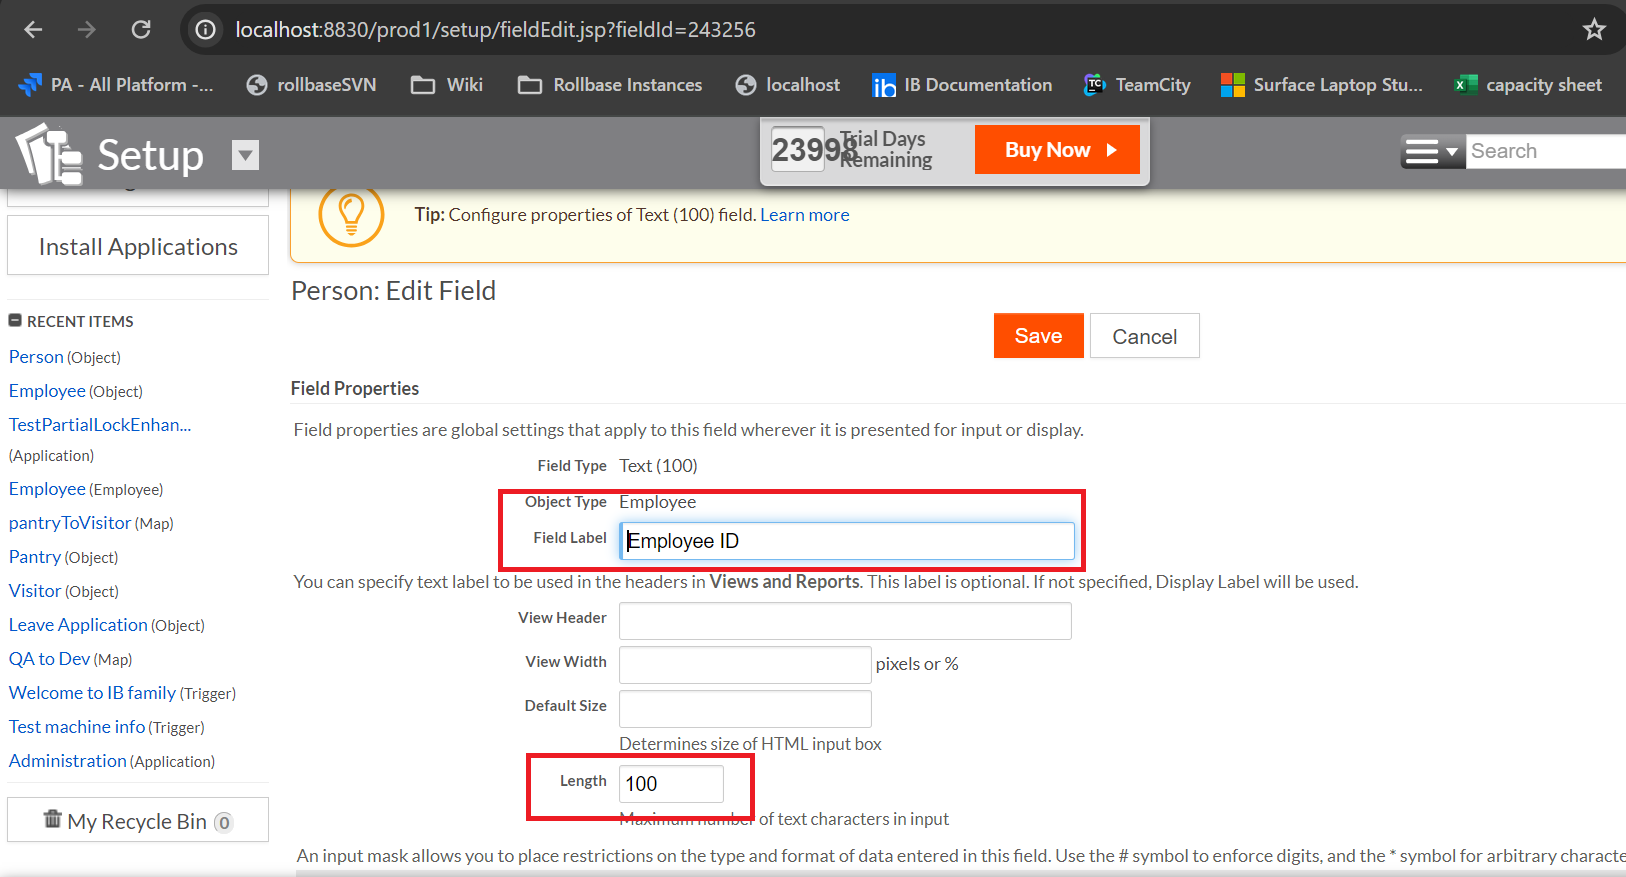 localhost:8830/prod1/setup/fieldEdit.jsp?fieldId=243256
PA - All Platform -... rollbaseSVN Wiki Rollbase Instances localhost IB Documentation TeamCity Surface Laptop Stu... capacity sheet
Setup
23998 Trial Days Remaining
Buy Now
Search
Tip: Configure properties of Text (100) field. Learn more
Install Applications
Person: Edit Field
RECENT ITEMS
Save Cancel
Person (Object)
Employee (Object)
TestPartialLockEnhan...
(Application)
Employee (Employee)
pantryToVisitor (Map)
Pantry (Object)
Visitor (Object)
Leave Application (Object)
QA to Dev (Map)
Welcome to IB family (Trigger)
Test machine info (Trigger)
Administration (Application)
My Recycle Bin 0
Field Properties
Field properties are global settings that apply to this field wherever it is presented for input or display.
Field Type Text (100)
Object Type Employee
Field Label Employee ID
You can specify text label to be used in the headers in Views and Reports. This label is optional. If not specified, Display Label will be used.
View Header
View Width pixels or %
Default Size
Determines size of HTML input box
Length 100
Maximum number of text characters in input
An input mask allows you to place restrictions on the type and format of data entered in this field. Use the # symbol to enforce digits, and the * symbol for arbitrary characte